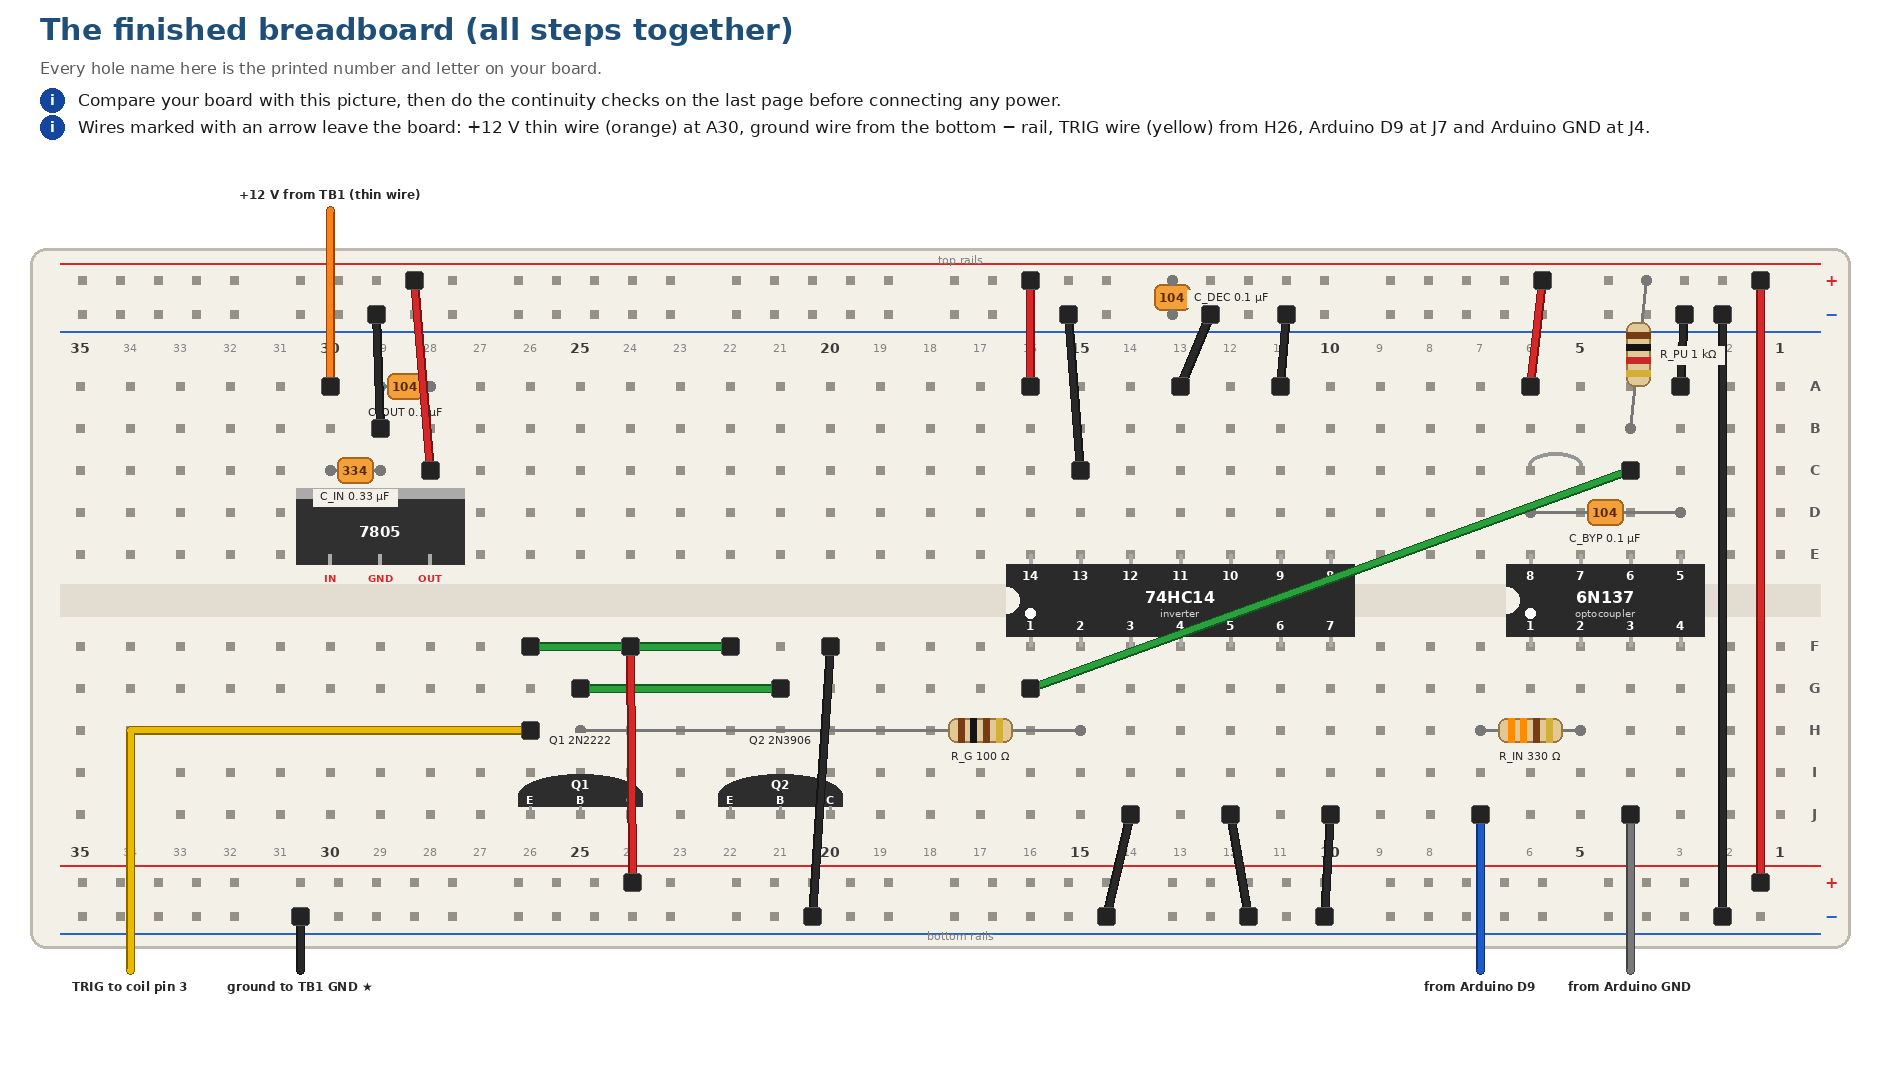 The finished breadboard (all steps together)
Every hole name here is the printed number and letter on your board.
i Compare your board with this picture, then do the continuity checks on the last page before connecting any power.
i Wires marked with an arrow leave the board: +12 V thin wire (orange) at A30, ground wire from the bottom − rail, TRIG wire (yellow) from H26, Arduino D9 at J7 and Arduino GND at J4.
+12 V from TB1 (thin wire)
top rails
+
104 C_DEC 0.1 µF
−
35 34 33 32 31 30 28 27 26 25 24 23 22 21 20 19 18 17 15 14 13 12 10 9 8 7 5 1
R_PU 1 kΩ
104
A
B
334
C
C_IN 0.33 µF
7805
104
D
C_BYP 0.1 µF
E
IN GND OUT
14 13 12 11 10 9
74HC14
inverter
1 2 3 4 5 6 7
8 7 6 5
6N137
optocoupler
1 2 3 4
F
G
H
Q1 2N2222
Q2 2N3906
R_G 100 Ω
R_IN 330 Ω
I
Q1
E B
Q2
E B C
J
35 33 32 31 30 29 28 27 26 25 23 22 21 20 19 18 17 16 15 14 13 11 9 8 6 5 3 2 1
+
−
bottom rails
TRIG to coil pin 3
ground to TB1 GND ★
from Arduino D9
from Arduino GND